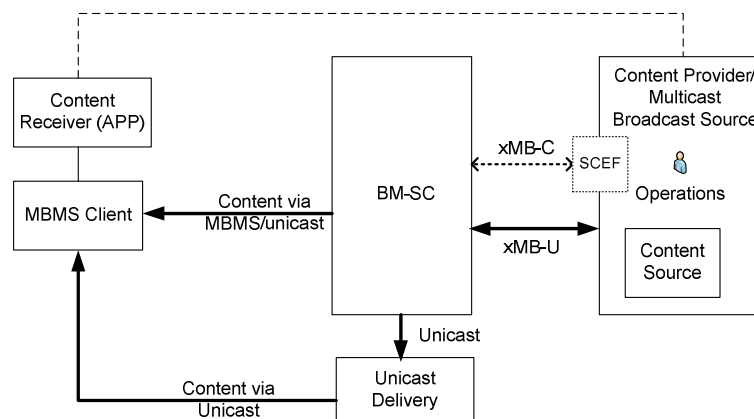 Content
Receiver (APP)
MBMS Client
Content via
MBMS/unicast
BM-SC
xMB-C
xMB-U
SCEF
Content Provider/
Multicast
Broadcast Source
Operations
Content
Source
Unicast
Content via
Unicast
Unicast
Delivery